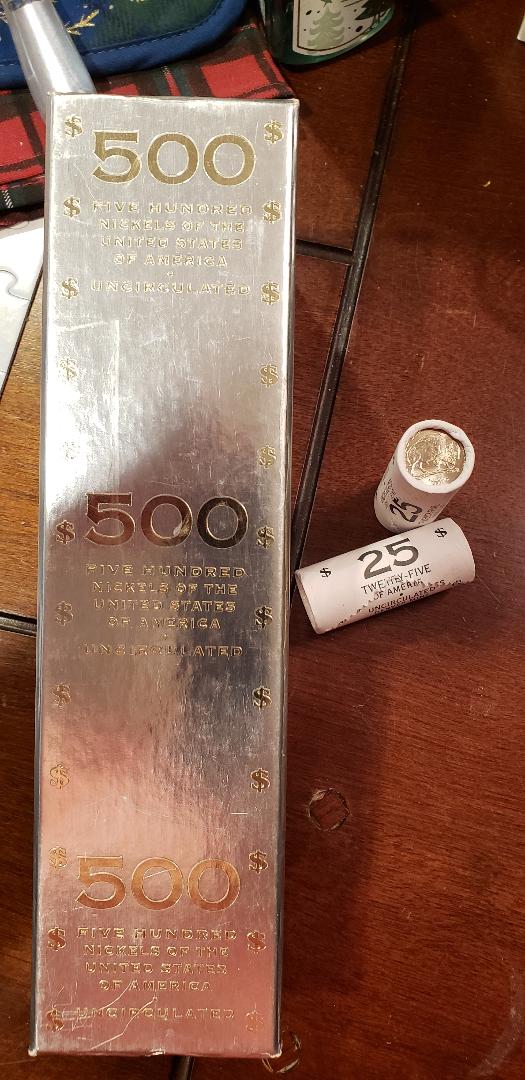 $ 500 $
$ FIVE HUNDRED $
NICKELS OF THE
UNITED STATES
OF AMERICA
$ UNCIRCULATED $
$ $
$ $
500
$ $
FIVE HUNDRED
NICKELS OF THE
$ UNITED STATES $
OF AMERICA
UNCIRCULATED
$ $
$ $
$ 500 $
$ FIVE HUNDRED $
NICKELS OF THE
UNITED STATES
OF AMERICA
$ UNCIRCULATED $
25
$ 25 $
TWENTY-FIVE
OF AMERICA
UNCIRCULATED